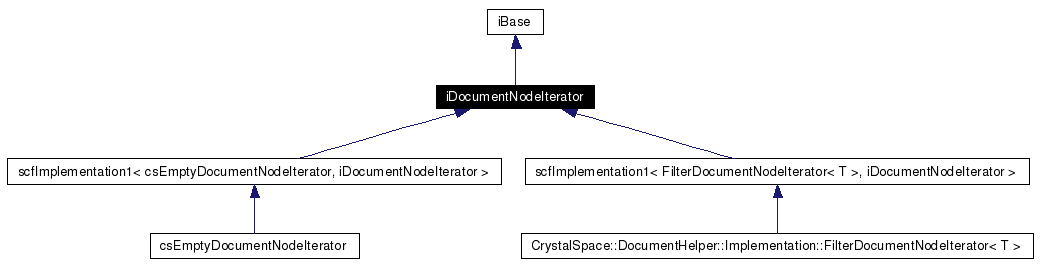 iBase
iDocumentNodeIterator
scfImplementation1< csEmptyDocumentNodeIterator, iDocumentNodeIterator >
scfImplementation1< FilterDocumentNodeIterator< T >, iDocumentNodeIterator >
csEmptyDocumentNodeIterator
CrystalSpace::DocumentHelper::Implementation::FilterDocumentNodeIterator< T >